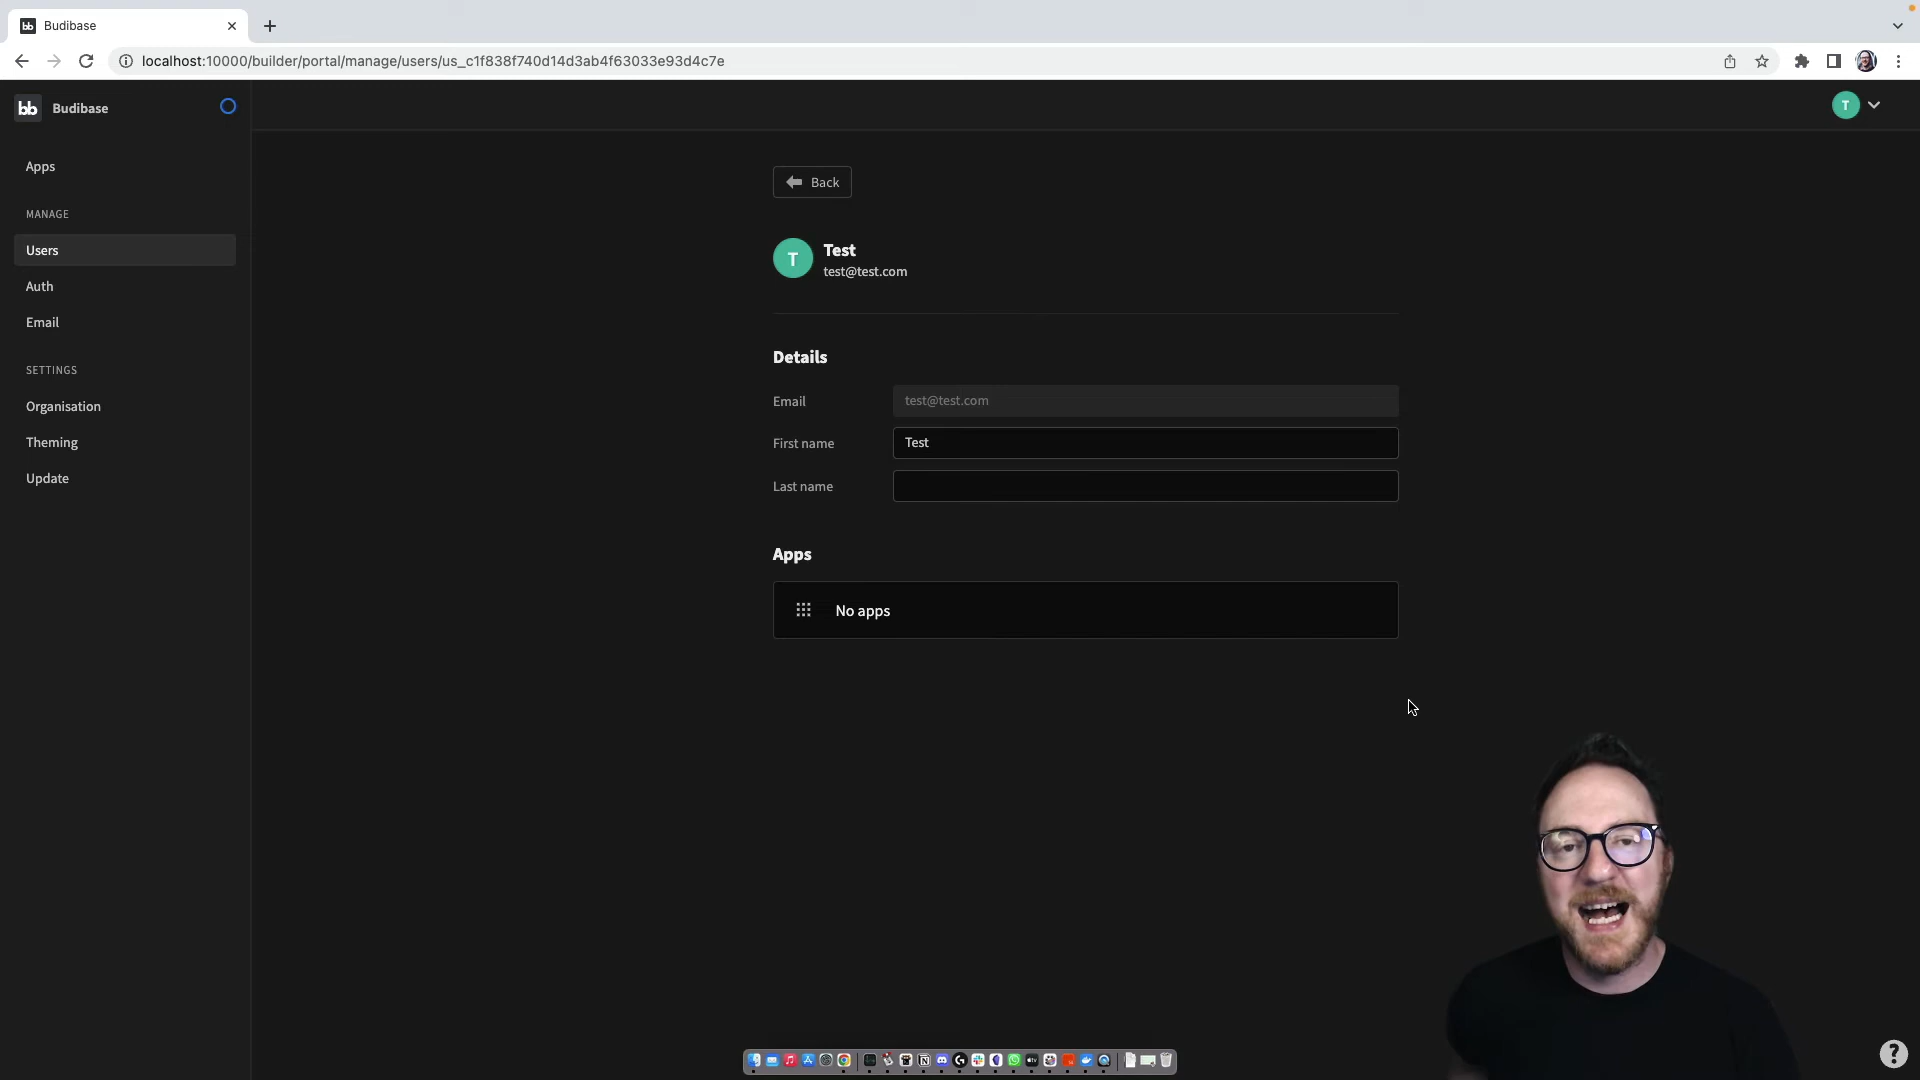 Budibase
localhost:10000/builder/portal/manage/users/us_c1f838f740d14d3ab4f63033e93d4c7e
bb Budibase
T
Apps
MANAGE
Users
Auth
Email
SETTINGS
Organisation
Theming
Update
Back
T
Test
test@test.com
Details
Email
test@test.com
First name
Test
Last name
Apps
No apps
?